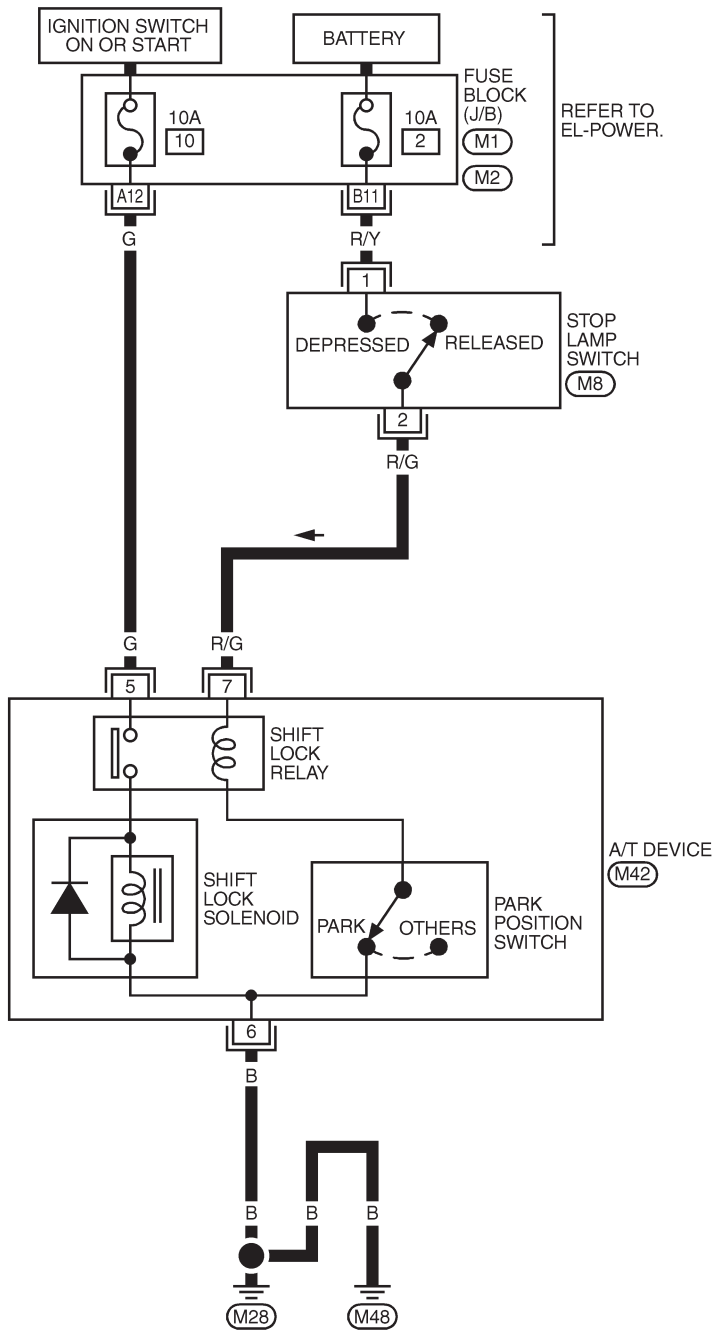 IGNITION SWITCH
ON OR START
BATTERY
FUSE
BLOCK
(J/B)
M1
M2
REFER TO
EL-POWER.
10A
10
10A
2
A12
B11
G
R/Y
1
DEPRESSED
RELEASED
STOP
LAMP
SWITCH
M8
2
R/G
G
R/G
5
7
SHIFT
LOCK
RELAY
A/T DEVICE
M42
SHIFT
LOCK
SOLENOID
PARK
OTHERS
PARK
POSITION
SWITCH
6
B
B
B
B
M28
M48